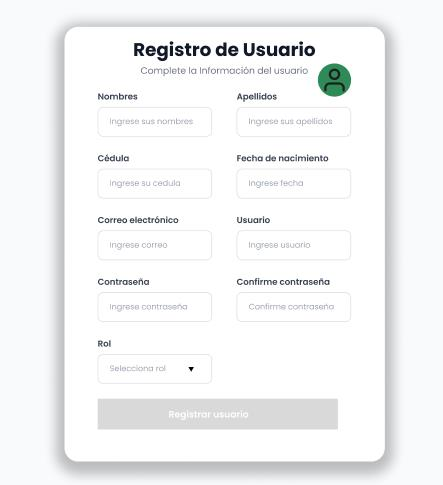 Registro de Usuario
Complete la Información del usuario
Nombres
Apellidos
Ingrese sus nombres
Ingrese sus apellidos
Cédula
Fecha de nacimiento
Ingrese su cedula
Ingrese fecha
Correo electrónico
Usuario
Ingrese correo
Ingrese usuario
Contraseña
Confirme contraseña
Ingrese contraseña
Confirme contraseña
Rol
Selecciona rol
Registrar usuario